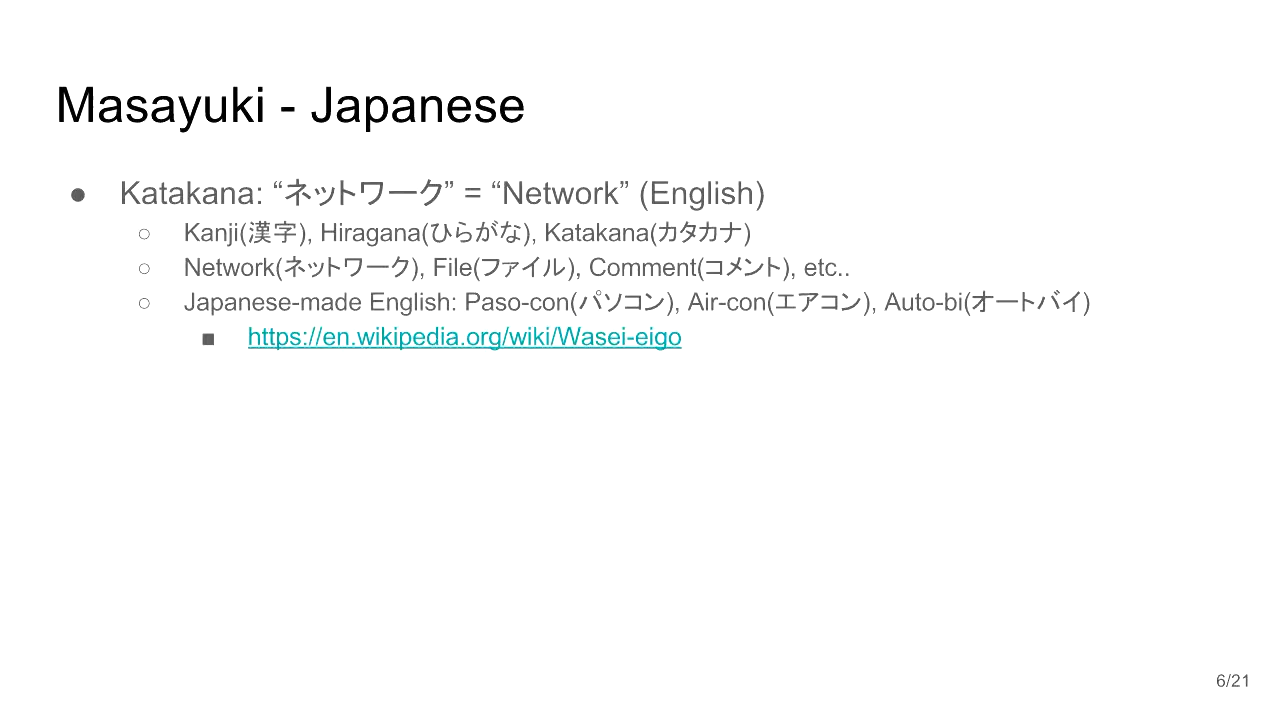 Masayuki - Japanese
● Katakana: “ネットワーク” = “Network” (English)
○ Kanji(漢字), Hiragana(ひらがな), Katakana(カタカナ)
○ Network(ネットワーク), File(ファイル), Comment(コメント), etc..
○ Japanese-made English: Paso-con(パソコン), Air-con(エアコン), Auto-bi(オートバイ)
■ https://en.wikipedia.org/wiki/Wasei-eigo
6/21